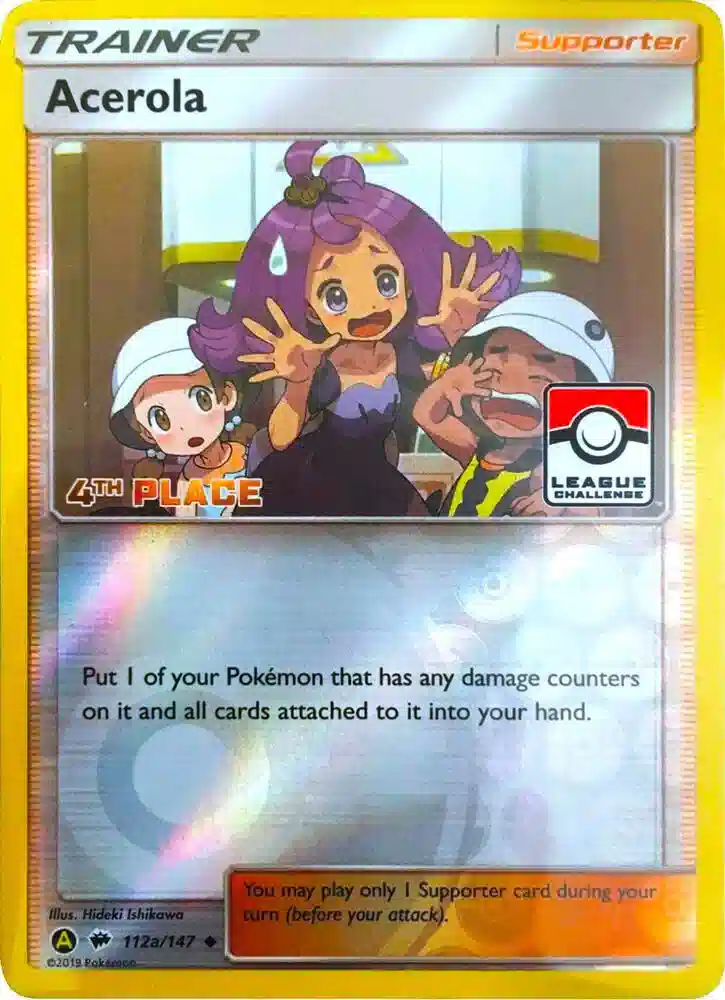 TRAINER
Supporter
Acerola
4TH PLACE
LEAGUE
CHALLENGE
Put 1 of your Pokémon that has any damage counters
on it and all cards attached to it into your hand.
You may play only 1 Supporter card during your
turn (before your attack).
Illus. Hideki Ishikawa
A 112a/147
©2019 Pokémon